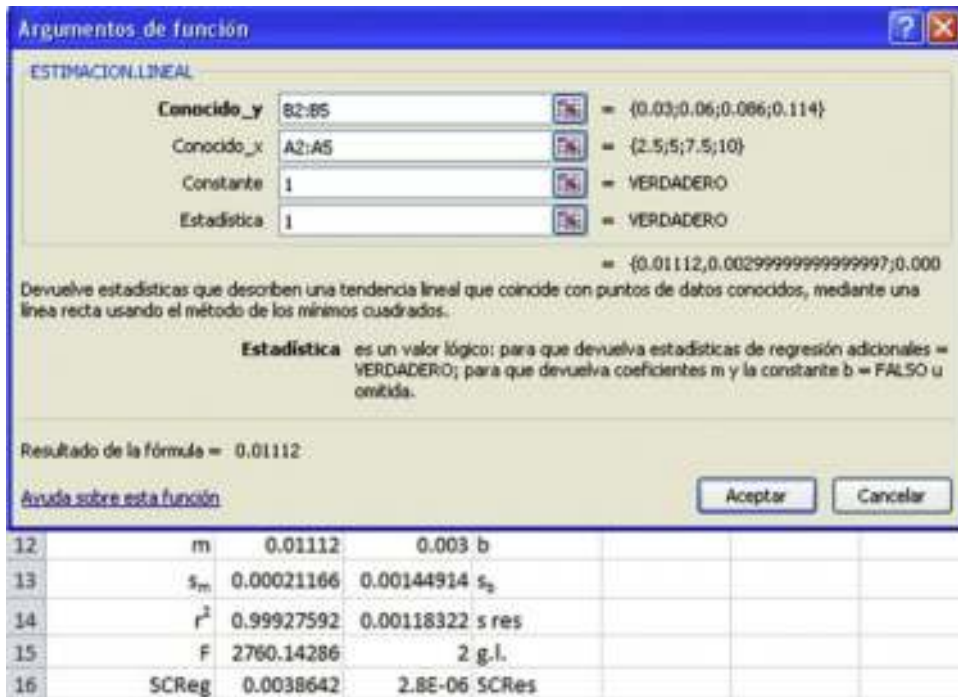 Argumentos de función
ESTIMACION.LINEAL
Conocido_y B2:B5 = {0.03;0.06;0.086;0.114}
Conocido_x A2:A5 = {2.5;5;7.5;10}
Constante 1 = VERDADERO
Estadística 1 = VERDADERO
= {0.01112,0.00299999999999997;0.000
Devuelve estadísticas que describen una tendencia lineal que coincide con puntos de datos conocidos, mediante una
línea recta usando el método de los mínimos cuadrados.
Estadística es un valor lógico: para que devuelva estadísticas de regresión adicionales =
VERDADERO; para que devuelva coeficientes m y la constante b = FALSO u
omitida.
Resultado de la fórmula = 0.01112
Ayuda sobre esta función Aceptar Cancelar
12 m 0.01112 0.003 b
13 sₘ 0.00021166 0.00144914 s_b
14 r² 0.99927592 0.00118322 s res
15 F 2760.14286 2 g.l.
16 SCReg 0.0038642 2.8E-06 SCRes